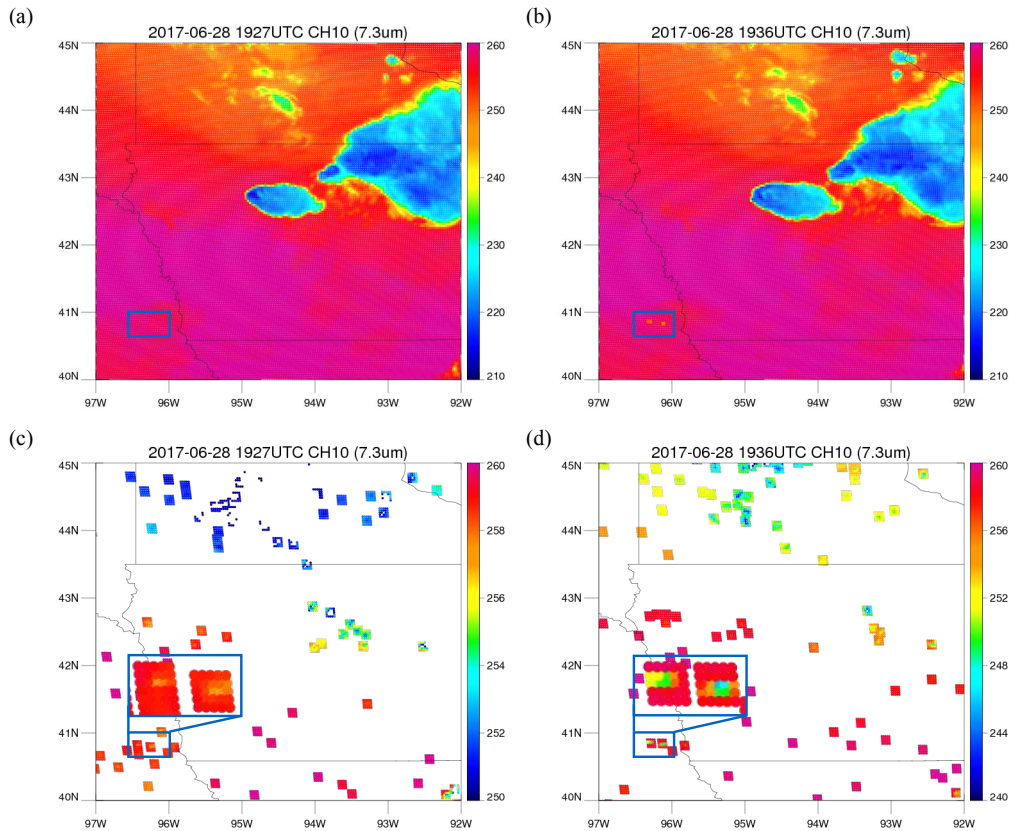 (a)
(b)
2017-06-28 1927UTC CH10 (7.3um)
2017-06-28 1936UTC CH10 (7.3um)
45N
44N
43N
42N
41N
40N
97W 96W 95W 94W 93W 92W
260
250
240
230
220
210
45N
44N
43N
42N
41N
40N
97W 96W 95W 94W 93W 92W
260
250
240
230
220
210
(c)
(d)
2017-06-28 1927UTC CH10 (7.3um)
2017-06-28 1936UTC CH10 (7.3um)
45N
44N
43N
42N
41N
40N
97W 96W 95W 94W 93W 92W
260
258
256
254
252
250
45N
44N
43N
42N
41N
40N
97W 96W 95W 94W 93W 92W
260
256
252
248
244
240